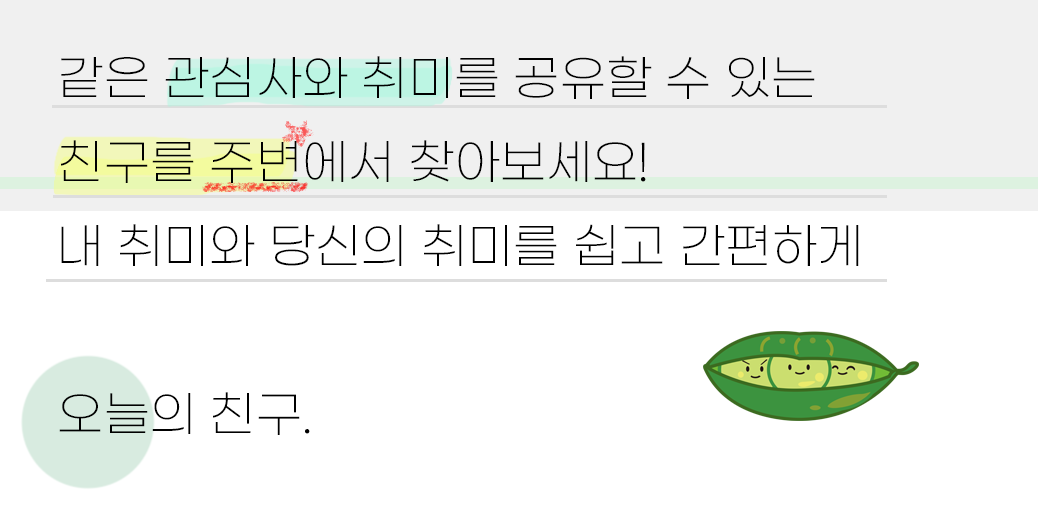 같은 관심사와 취미를 공유할 수 있는
친구를 주변에서 찾아보세요!
내 취미와 당신의 취미를 쉽고 간편하게
오늘의 친구.